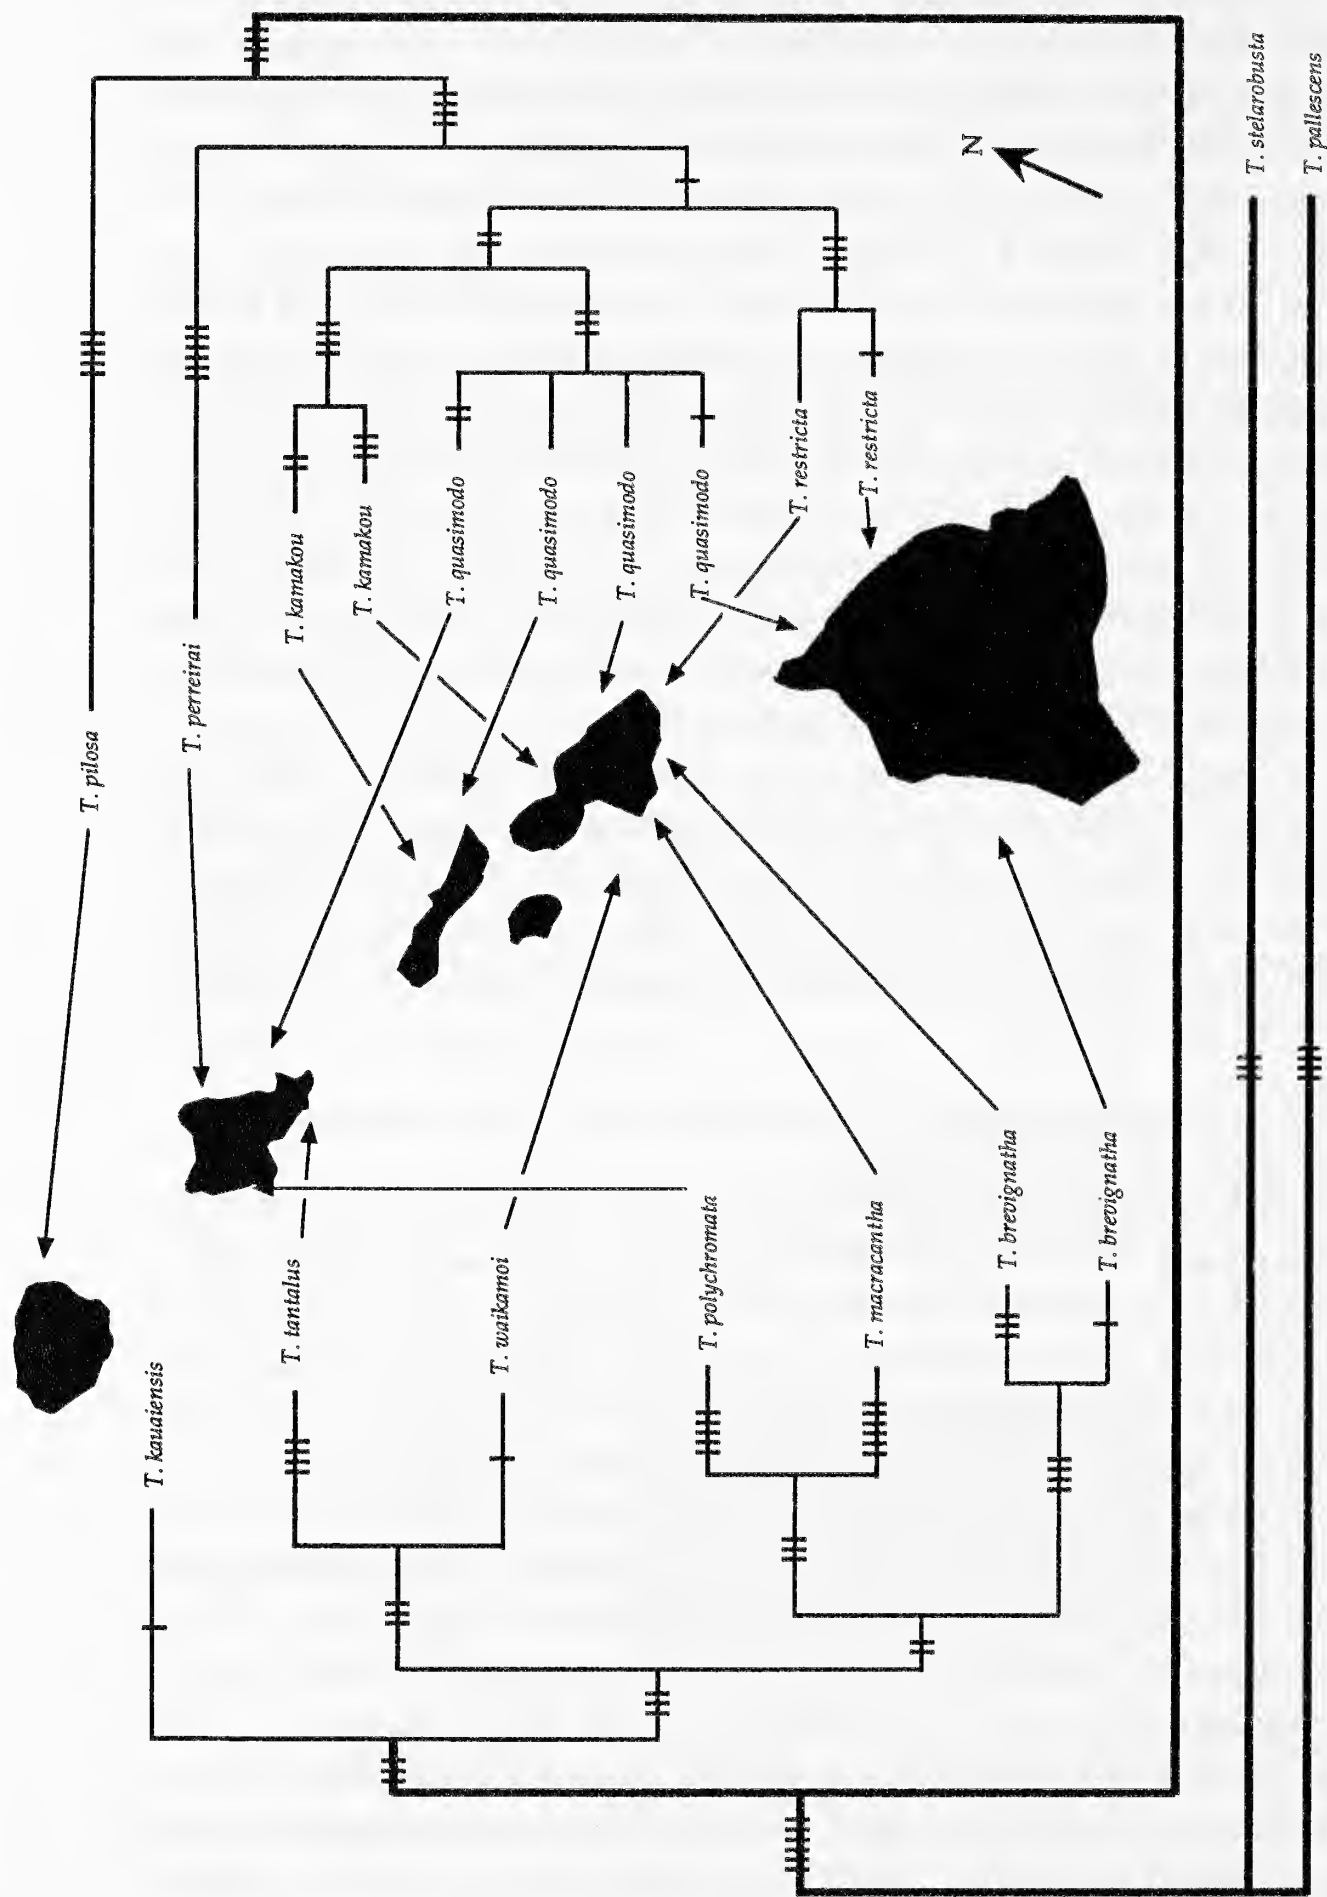 T. stelarobusta
T. pallescens
N
T. restricta
T. restricta
T. quasimodo
T. quasimodo
T. quasimodo
T. quasimodo
T. kamakou
T. kamakou
T. perreirai
T. pilosa
T. brevignatha
T. brevignatha
T. macracantha
T. polychromata
T. waikamoi
T. tantalus
T. kauaiensis